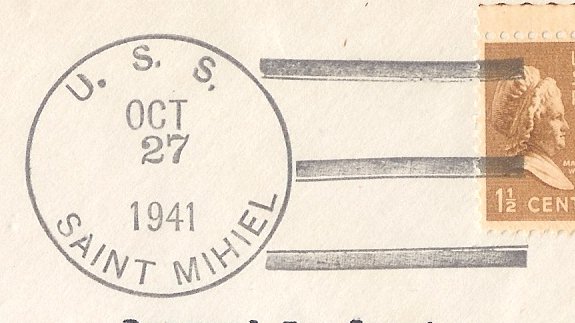 U. S. S.
OCT
27
1941
SAINT MIHIEL
1½ CENT